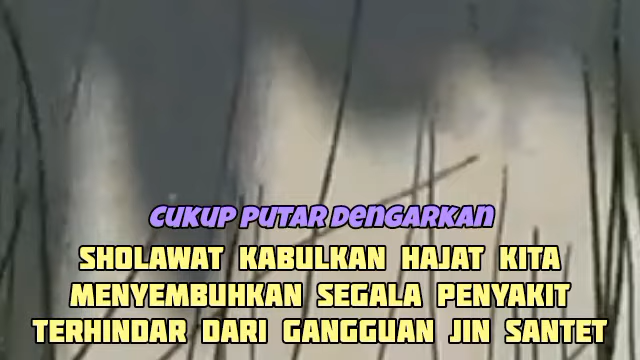 CUKUP PUTAR DENGARKAN
SHOLAWAT KABULKAN HAJAT KITA
MENYEMBUHKAN SEGALA PENYAKIT
TERHINDAR DARI GANGGUAN JIN SANTET